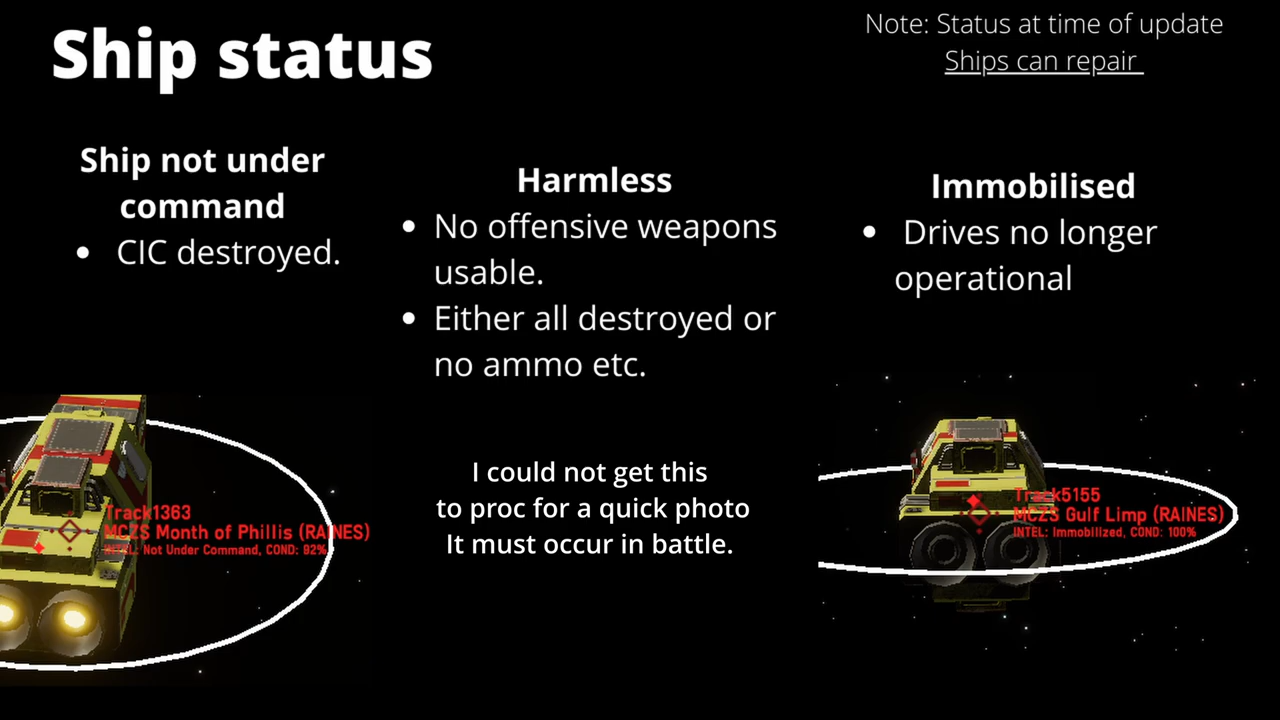 Ship status
Note: Status at time of update
Ships can repair
Ship not under
command
• CIC destroyed.
Harmless
• No offensive weapons
usable.
• Either all destroyed or
no ammo etc.
Immobilised
• Drives no longer
operational
I could not get this
to proc for a quick photo
It must occur in battle.
Track1363
MCZS Month of Phillis (RAINES)
INTEL: Not Under Command, COND: 92%
Track5155
MCZS Gulf Limp (RAINES)
INTEL: Immobilized, COND: 100%